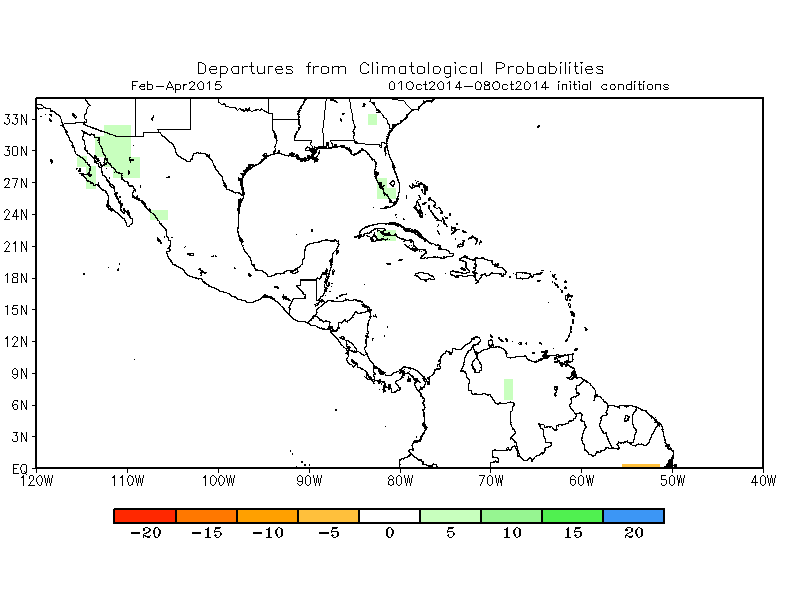 Departures from Climatological Probabilities
Feb-Apr2015 01Oct2014-08Oct2014 initial conditions
33N
30N
27N
24N
21N
18N
15N
12N
9N
6N
3N
EQ
120W 110W 100W 90W 80W 70W 60W 50W 40W
-20 -15 -10 -5 0 5 10 15 20